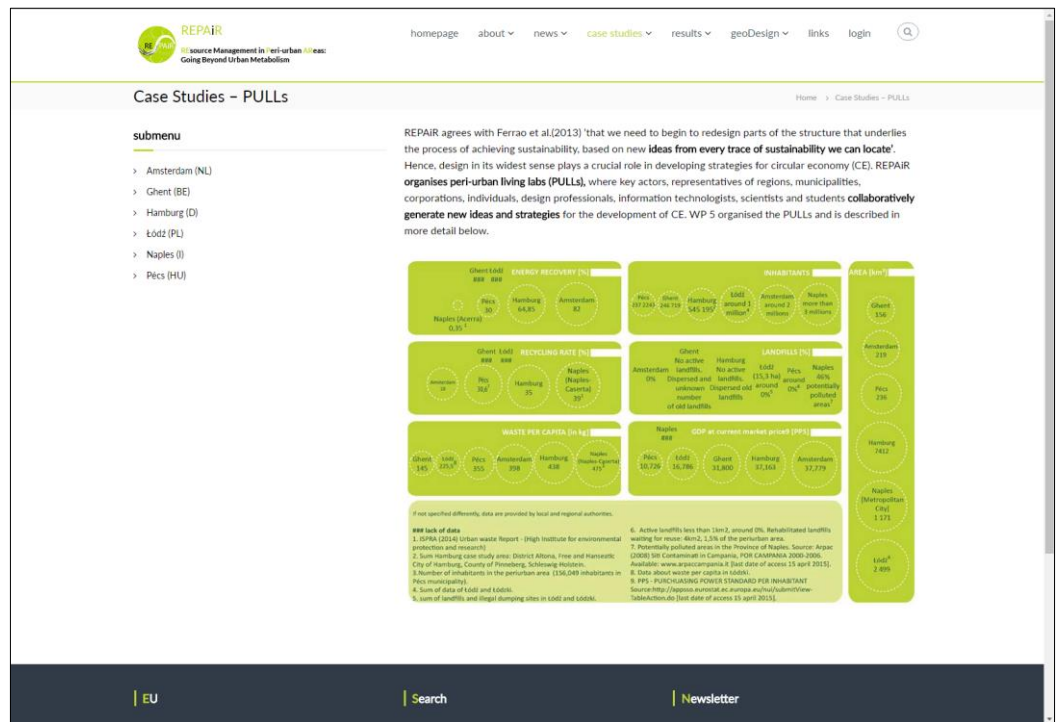 REPAiR
REsource Management in Peri-urban AReas:
Going Beyond Urban Metabolism
homepage about news case studies results geoDesign links login
Case Studies – PULLs
Home > Case Studies – PULLs
submenu
> Amsterdam (NL)
> Ghent (BE)
> Hamburg (D)
> Łódź (PL)
> Naples (I)
> Pécs (HU)
REPAiR agrees with Ferrao et al.(2013) 'that we need to begin to redesign parts of the structure that underlies
the process of achieving sustainability, based on new ideas from every trace of sustainability we can locate'.
Hence, design in its widest sense plays a crucial role in developing strategies for circular economy (CE). REPAiR
organises peri-urban living labs (PULLs), where key actors, representatives of regions, municipalities,
corporations, individuals, design professionals, information technologists, scientists and students collaboratively
generate new ideas and strategies for the development of CE. WP 5 organised the PULLs and is described in
more detail below.
ENERGY RECOVERY [%]
Ghent Łódź
### ###
Naples (Acerra)
0,35 1
Pécs
30
Hamburg
64,85
Amsterdam
82
INHABITANTS
Pécs
Ghent
246 719
Hamburg
545 195
Łódź
around 1
million
Amsterdam
around 2
millions
Naples
more than
3 millions
AREA [km²]
Ghent
156
Amsterdam
219
Pécs
236
Hamburg
7412
Naples
[Metropolitan
City]
1 171
Łódź
2 499
RECYCLING RATE [%]
Ghent Łódź
### ###
Amsterdam
Hamburg
35
Naples
(Naples-
Caserta)
LANDFILLS [%]
Amsterdam
0%
Ghent
No active
landfills.
Dispersed and
unknown
number
of old landfills
Hamburg
No active
landfills.
Dispersed old
landfills
Łódź
(15,3 ha)
around
0%
Pécs
around
0%
Naples
46%
potentially
polluted
areas
WASTE PER CAPITA [in kg]
Ghent
145
Łódź
Pécs
355
Amsterdam
398
Hamburg
438
Naples
(Naples-Caserta)
GDP at current market price9 [PPS]
Naples
###
Pécs
10,726
Łódź
16,786
Ghent
31,800
Hamburg
37,163
Amsterdam
37,779
if not specified differently, data are provided by local and regional authorities.
### lack of data
1. ISPRA (2014) Urban waste Report - (High Institute for environmental
protection and research)
2. Sum Hamburg case study area: District Altona, Free and Hanseatic
City of Hamburg, County of Pinneberg, Schleswig-Holstein.
3.Number of inhabitants in the periurban area (156,049 inhabitants in
Pécs municipality).
4. Sum of data of Łódź and Łódzki.
5. sum of landfills and illegal dumping sites in Łódź and Łódzki.
6. Active landfills less than 1km2, around 0%. Rehabilitated landfills
waiting for reuse: 4km2, 1,5% of the periurban area.
7. Potentially polluted areas in the Province of Naples. Source: Arpac
(2008) Siti Contaminati in Campania, POR CAMPANIA 2000-2006.
Available: www.arpaccampania.it [last date of access 15 april 2015].
8. Data about waste per capita in Łódzki.
9. PPS - PURCHUASING POWER STANDARD PER INHABITANT
Source:http://appsso.eurostat.ec.europa.eu/nui/submitView-
TableAction.do [last date of access 15 april 2015].
EU
Search
Newsletter